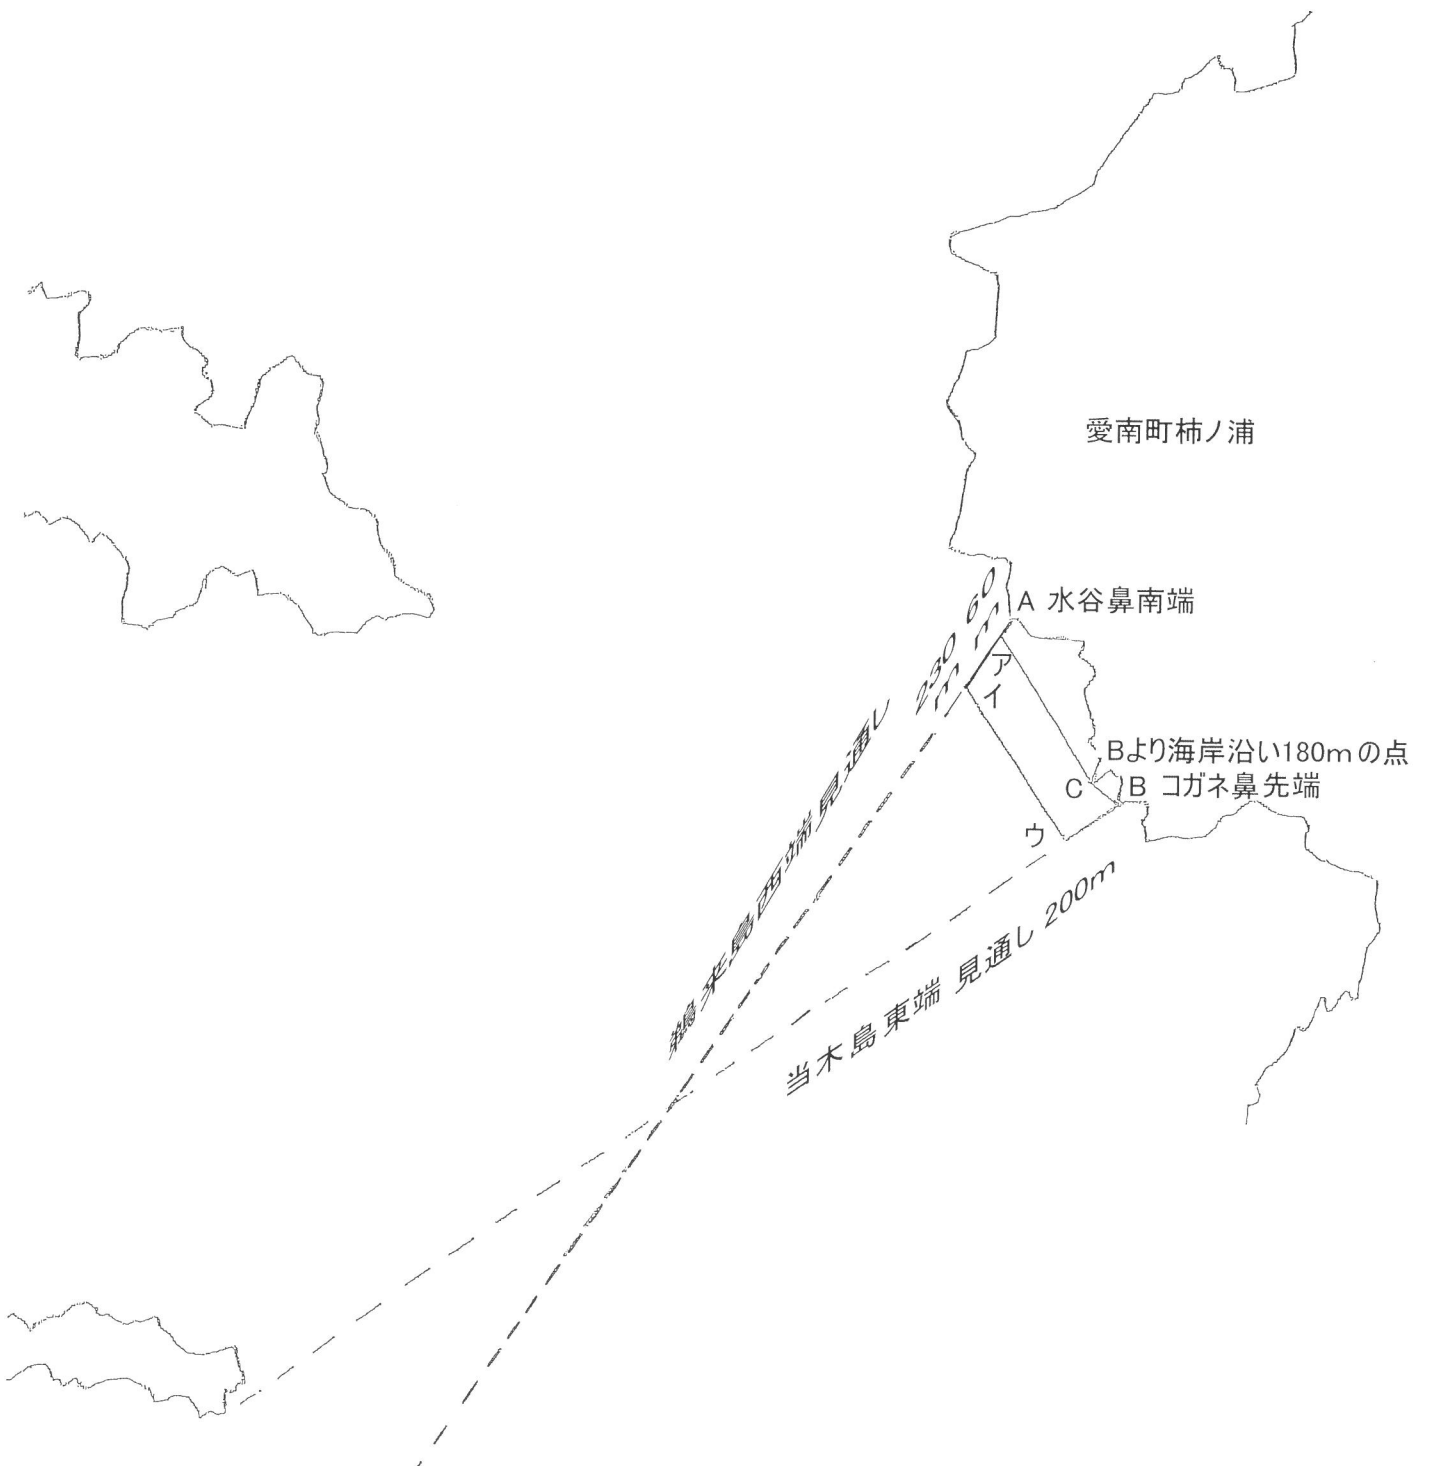 愛南町柿ノ浦
A 水谷鼻南端
60m
230m
ア
イ
Bより海岸沿い180mの点
C
B コガネ鼻先端
ウ
鵜来島西端見通し
当木島東端 見通し 200m